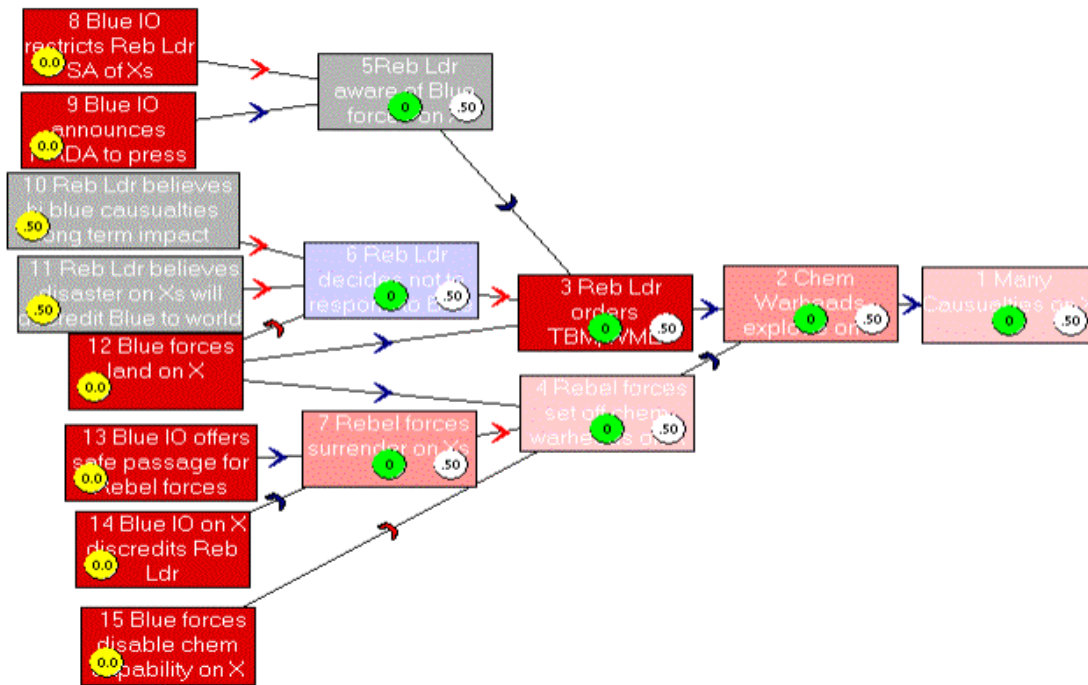 8 Blue IO
restricts Reb Ldr
SA of Xs
0.0
9 Blue IO
announces
to press
0.0
10 Reb Ldr believes
hi blue causualties
long term impact
.50
11 Reb Ldr believes
disaster on Xs will
discredit Blue to world
.50
12 Blue forces
land on X
0.0
13 Blue IO offers
safe passage for
Rebel forces
0.0
14 Blue IO on X
discredits Reb
Ldr
0.0
15 Blue forces
disable chem
capability on X
0.0
5Reb Ldr
aware of Blue
forces on X
0
.50
6 Reb Ldr
decides not to
respond to
0
.50
7 Rebel forces
surrender on Xs
0
.50
3 Reb Ldr
orders
TBM/WMD
0
.50
4 Rebel forces
set off chem
warheads
0
.50
2 Chem
Warheads
explode on
0
.50
1 Many
Causualties on
0
.50